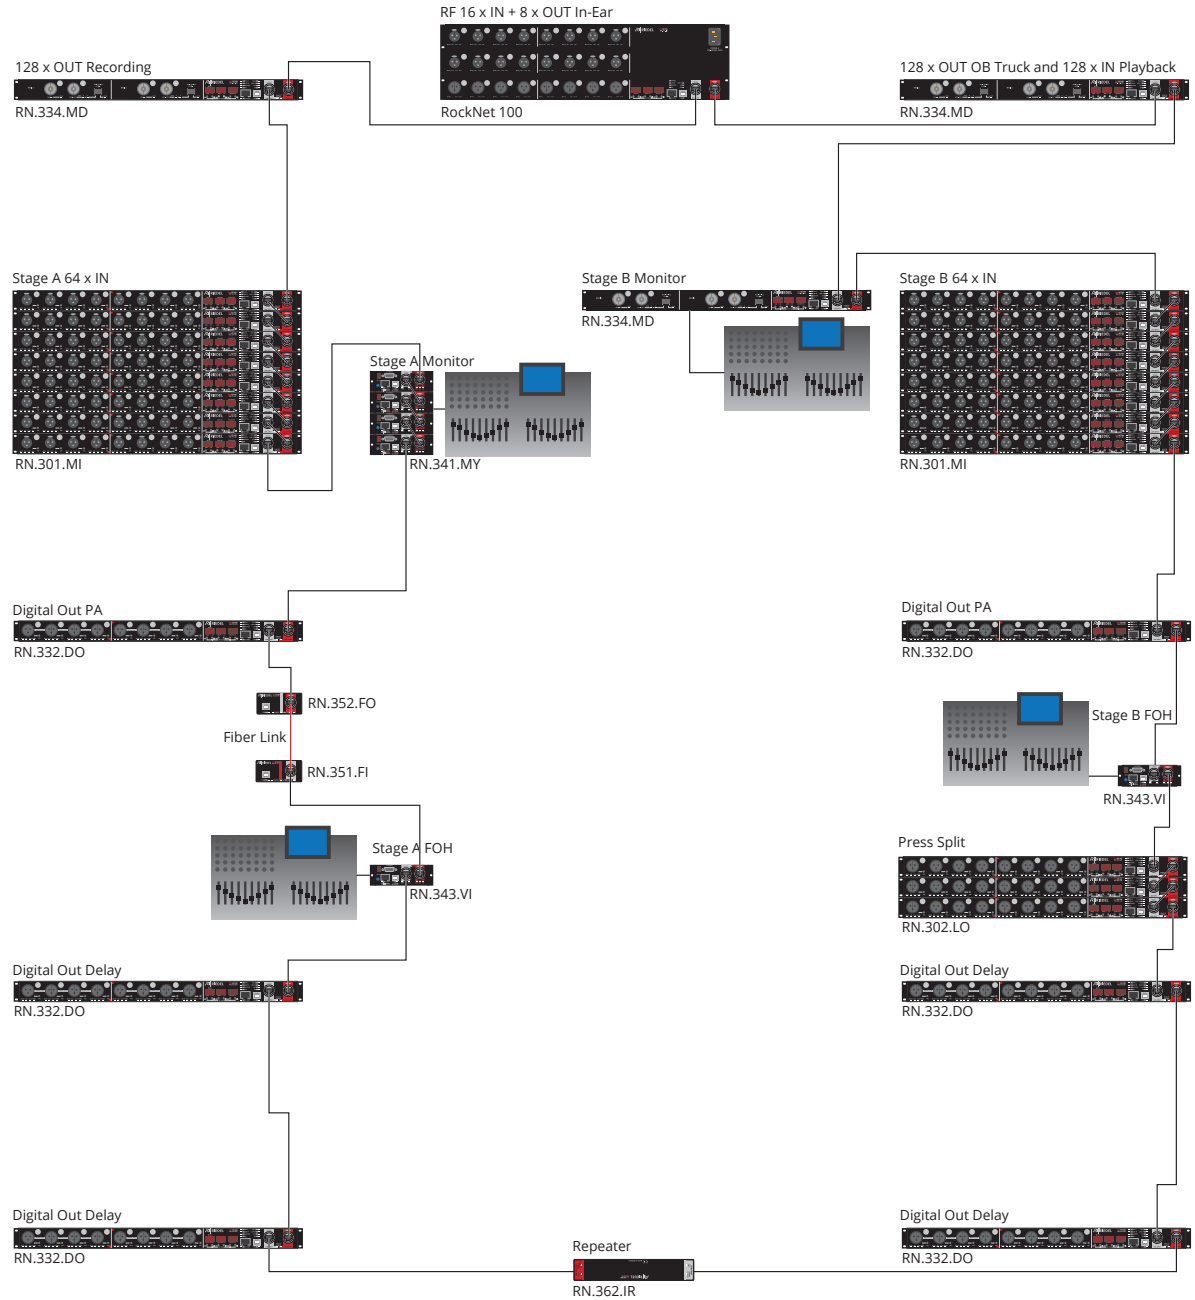 RF 16 x IN + 8 x OUT In-Ear
RockNet 100
128 x OUT Recording
RN.334.MD
128 x OUT OB Truck and 128 x IN Playback
RN.334.MD
Stage A 64 x IN
RN.301.MI
Stage A Monitor
RN.341.MY
Stage B Monitor
RN.334.MD
Stage B 64 x IN
RN.301.MI
Digital Out PA
RN.332.DO
Digital Out PA
RN.332.DO
RN.352.FO
Fiber Link
RN.351.FI
Stage B FOH
RN.343.VI
Stage A FOH
RN.343.VI
Press Split
RN.302.LO
Digital Out Delay
RN.332.DO
Digital Out Delay
RN.332.DO
Digital Out Delay
RN.332.DO
Repeater
RN.362.IR
Digital Out Delay
RN.332.DO